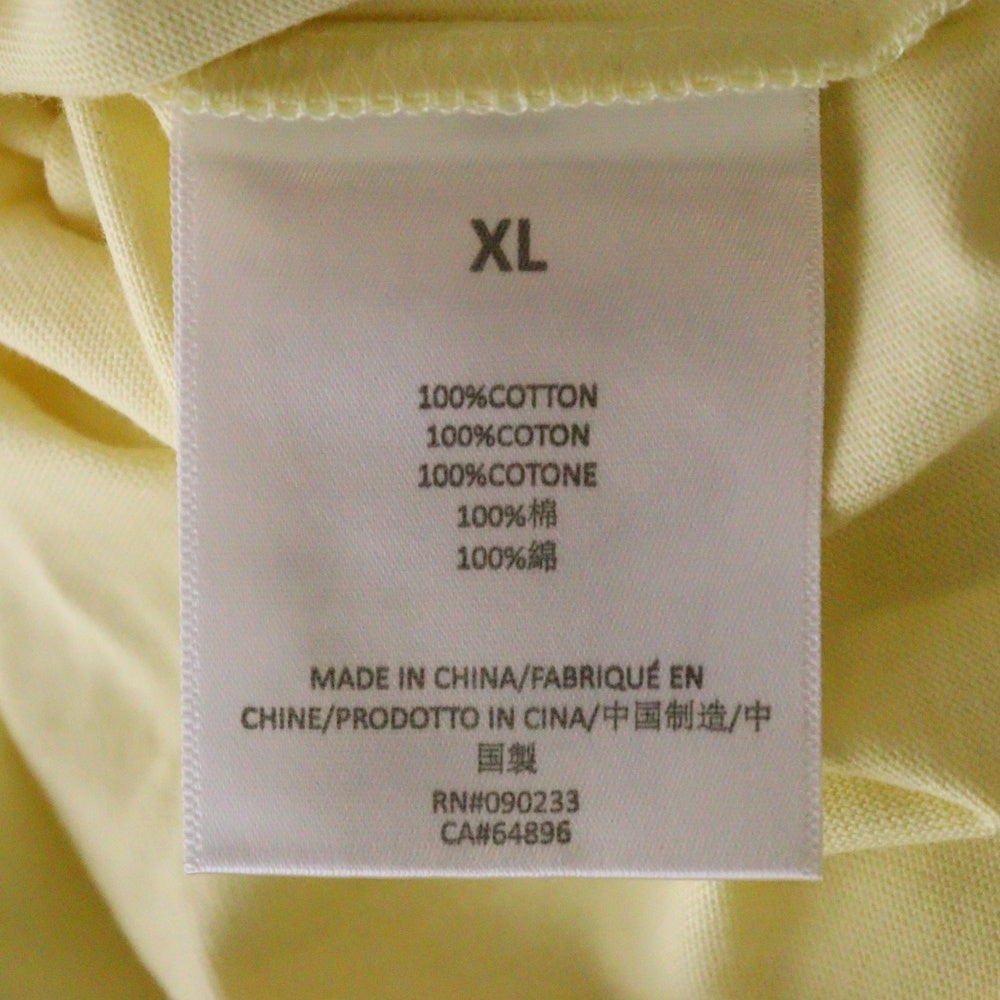 XL
100%COTTON
100%COTON
100%COTONE
100%棉
100%綿
MADE IN CHINA/FABRIQUÉ EN
CHINE/PRODOTTO IN CINA/中国制造/中
国製
RN#090233
CA#64896